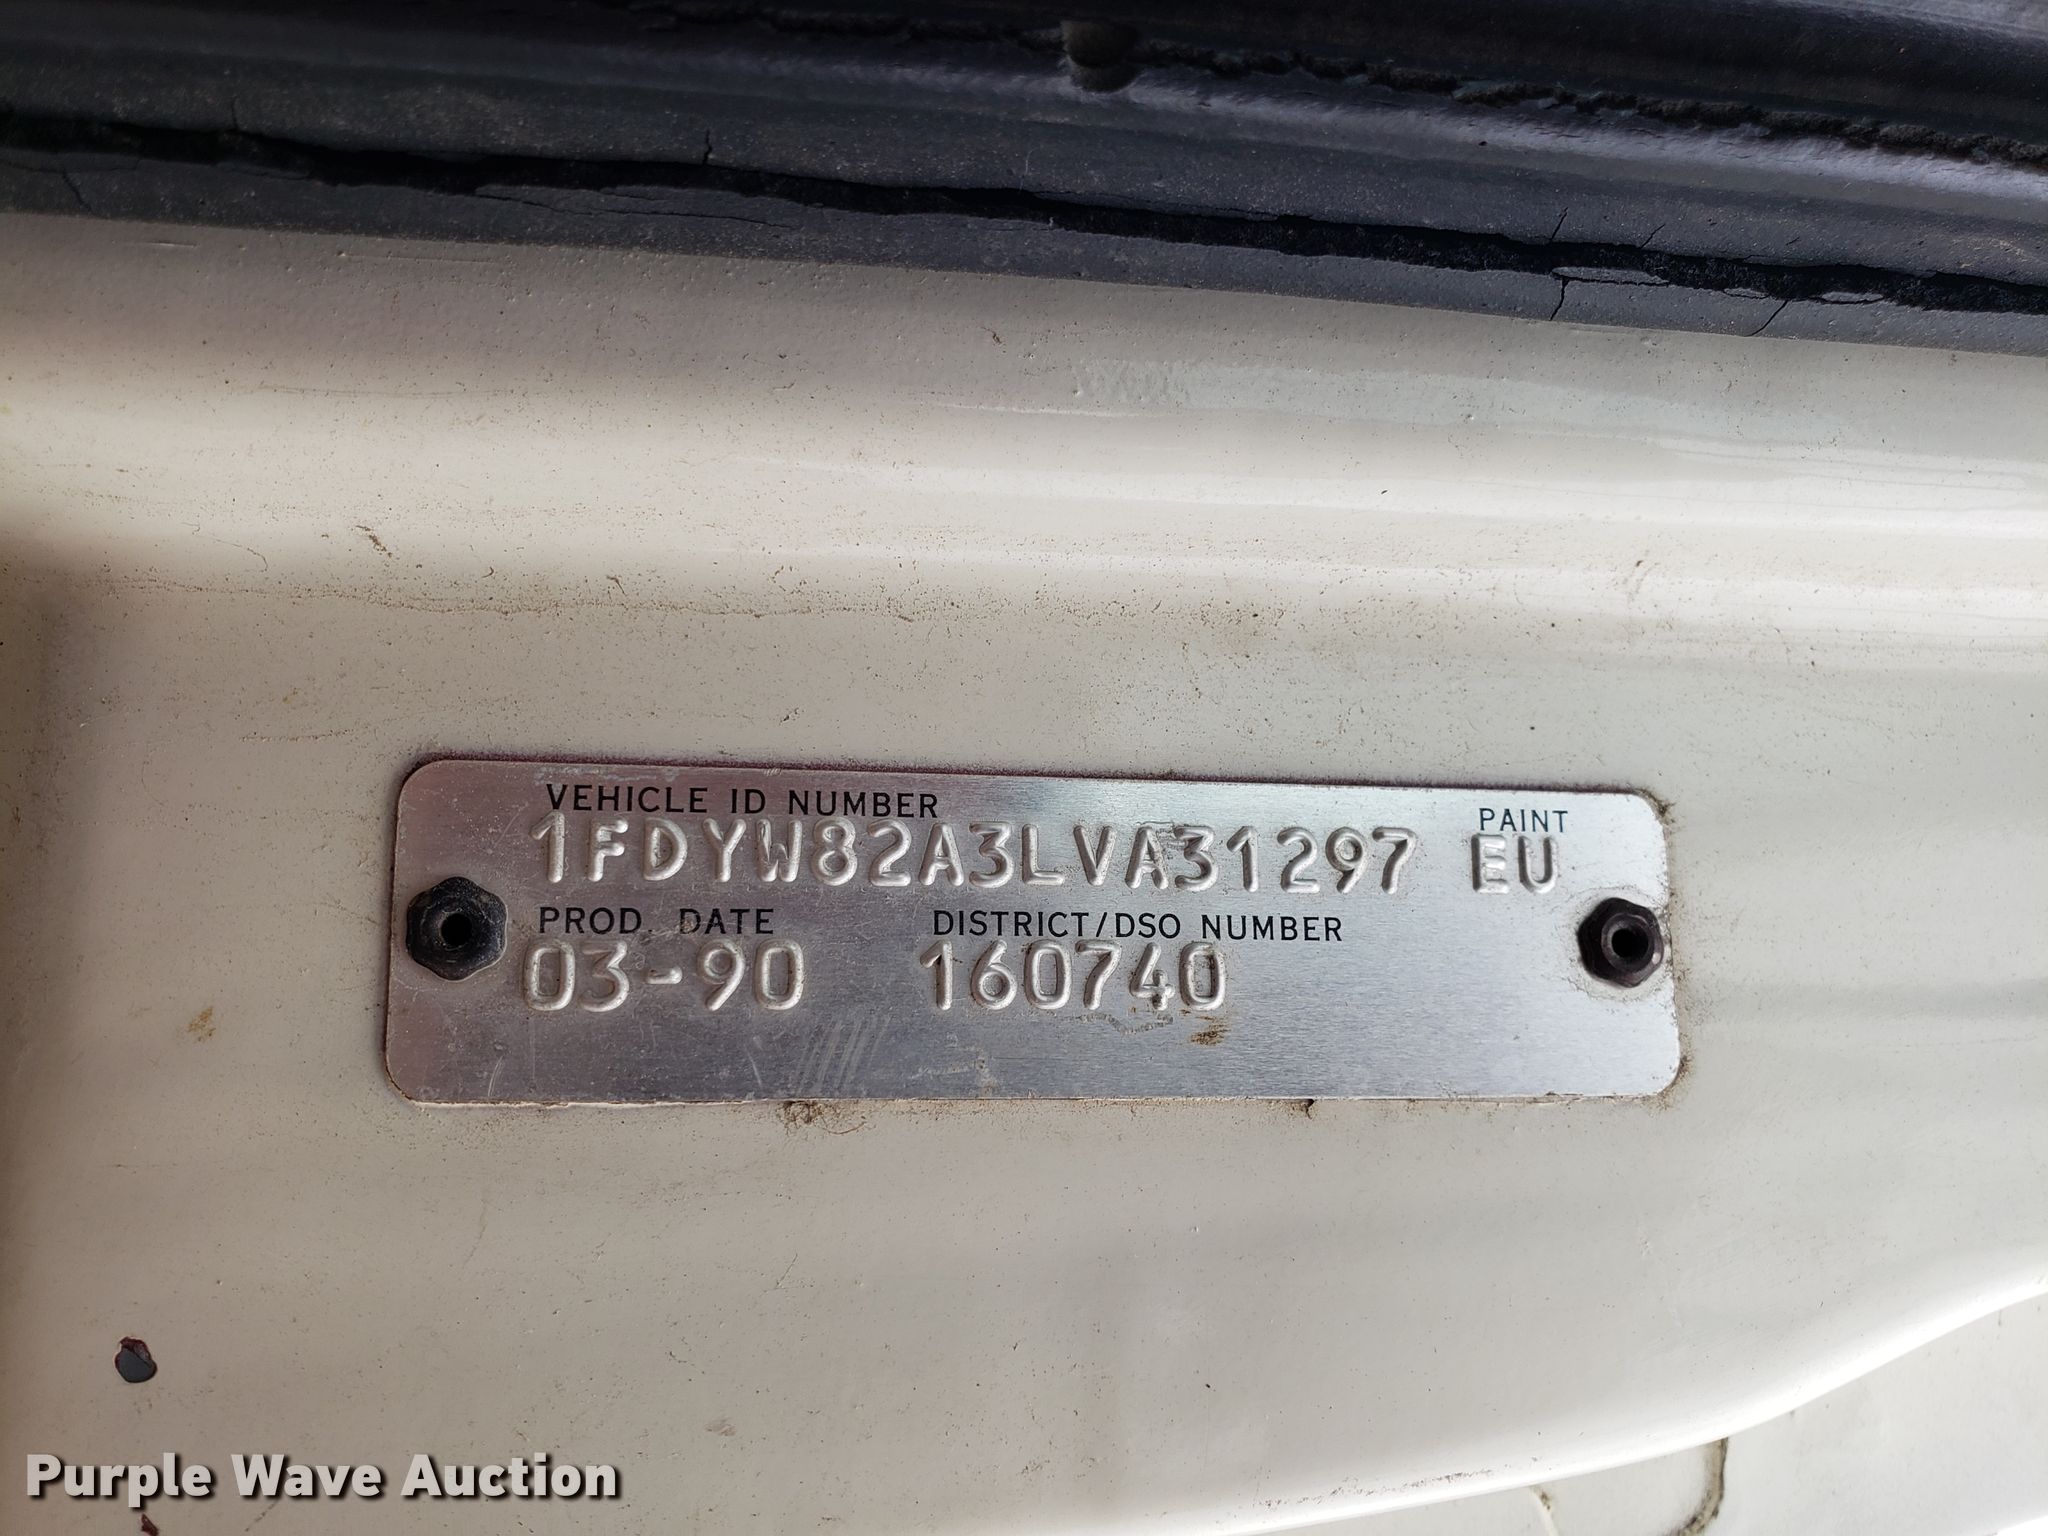 VEHICLE ID NUMBER PAINT
1FDYW82A3LVA31297 EU
PROD. DATE DISTRICT/DSO NUMBER
03-90 160740
Purple Wave Auction